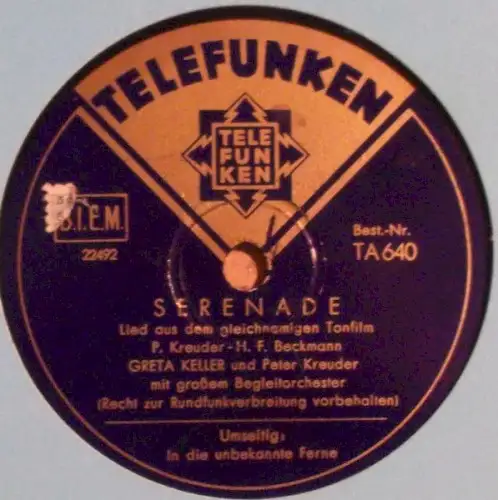 TELEFUNKEN
TELE
FUN
KEN
B.I.E.M.
22492
Best.-Nr.
TA 640
SERENADE
Lied aus dem gleichnamigen Tonfilm
P. Kreuder - H. F. Beckmann
GRETA KELLER und Peter Kreuder
mit großem Begleitorchester
(Recht zur Rundfunkverbreitung vorbehalten)
Umseitig:
In die unbekannte Ferne